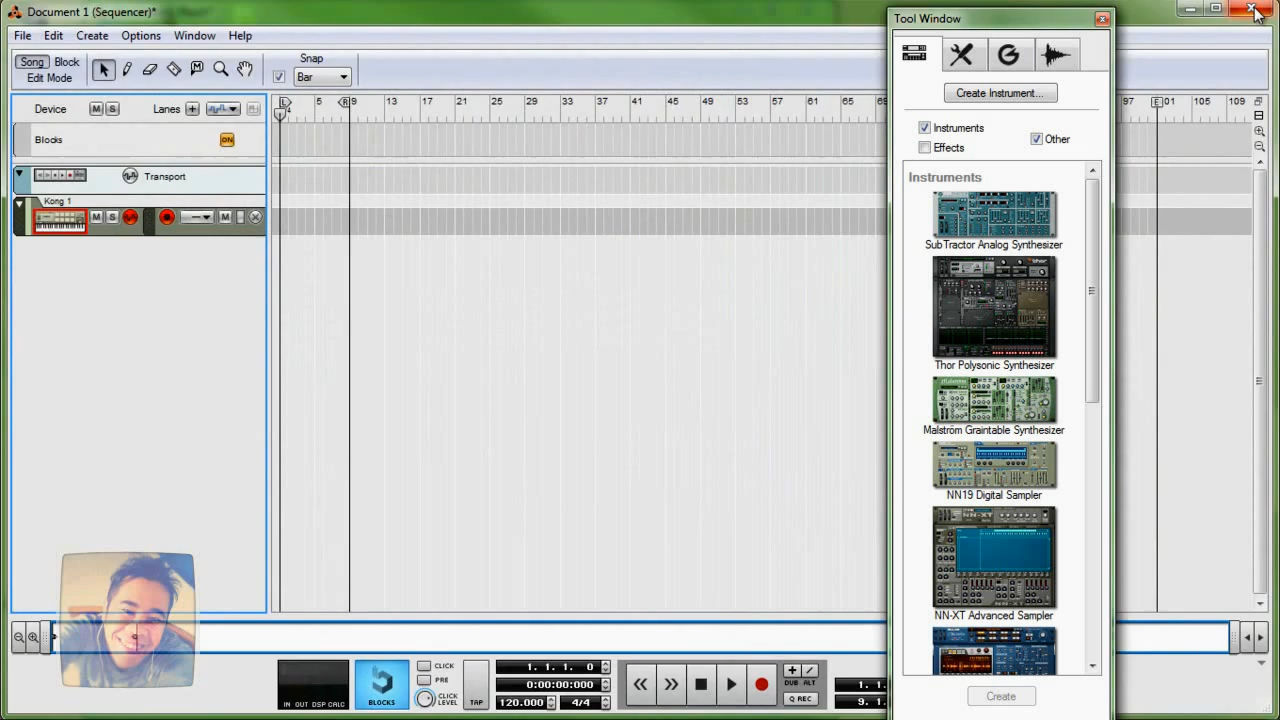 Document 1 (Sequencer)*
Tool Window
File Edit Create Options Window Help
Song Block
Edit Mode
Snap
Bar
Create Instrument...
Device M S Lanes
L 5 R 13 17 21 25 29 33 37 41 45 49 53 57 61 65 69
97 E 105 109
Blocks ON
Instruments
Effects
Other
Transport
Instruments
Kong 1
M S M
SubTractor Analog Synthesizer
Thor Polysonic Synthesizer
Malström Graintable Synthesizer
NN19 Digital Sampler
NN-XT
NN-XT Advanced Sampler
CLICK
PRE
CLICK
LEVEL
TAP
1. 1. 1. 0
0:00:00:000
120.000 4/4
DUB ALT
Q REC
IN OUT DSP CALC
BLOCKS
Create